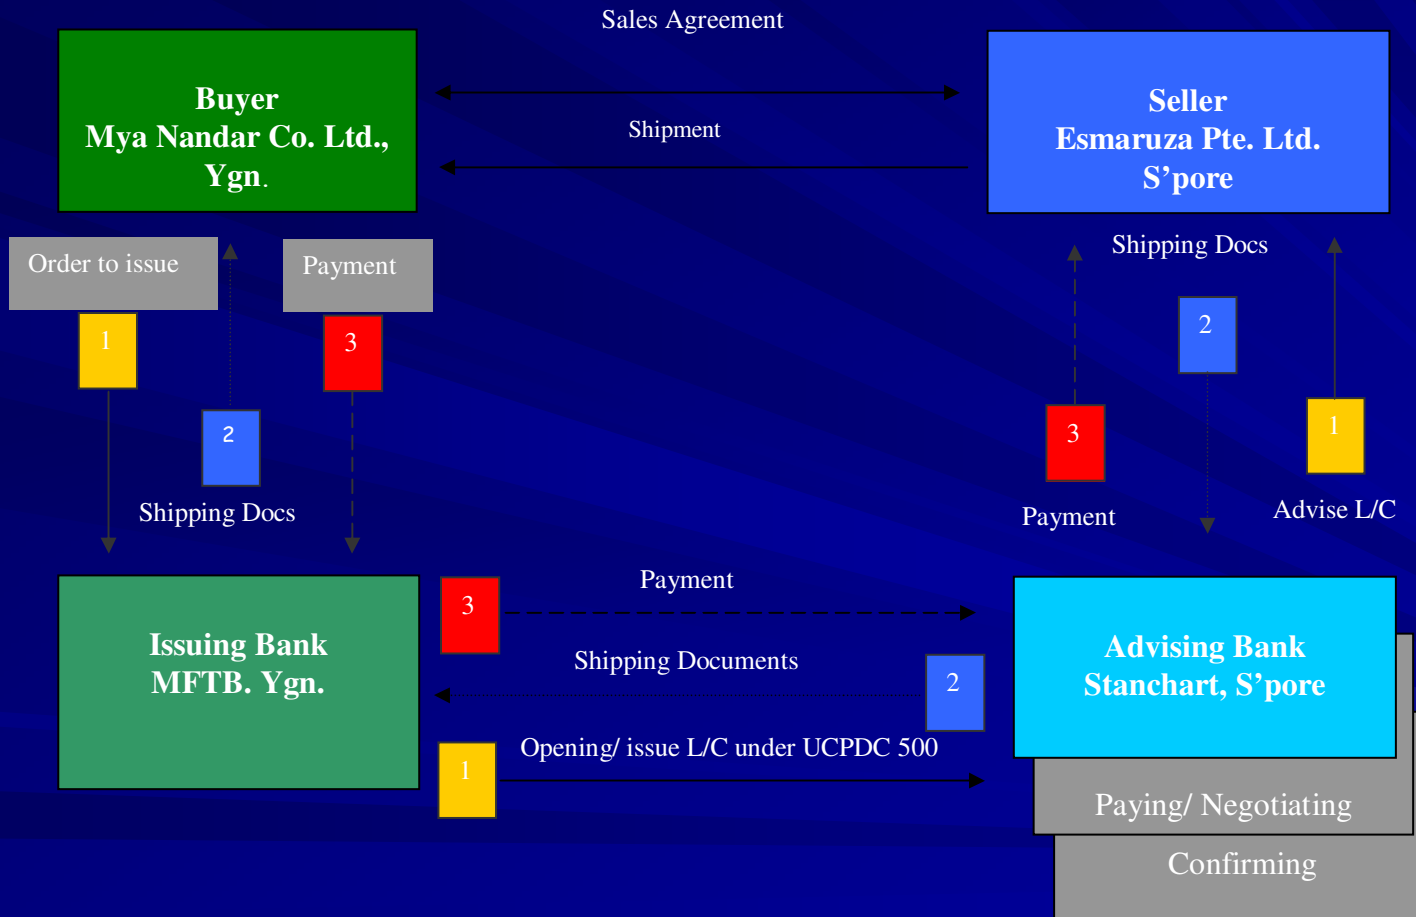 Sales Agreement
Buyer
Mya Nandar Co. Ltd.,
Ygn.
Seller
Esmaruza Pte. Ltd.
S’pore
Shipment
Order to issue
Payment
Shipping Docs
1
3
2
2
3
1
Shipping Docs
Payment
Advise L/C
Issuing Bank
MFTB. Ygn.
3
Payment
Shipping Documents
2
Opening/ issue L/C under UCPDC 500
1
Advising Bank
Stanchart, S’pore
Paying/ Negotiating
Confirming